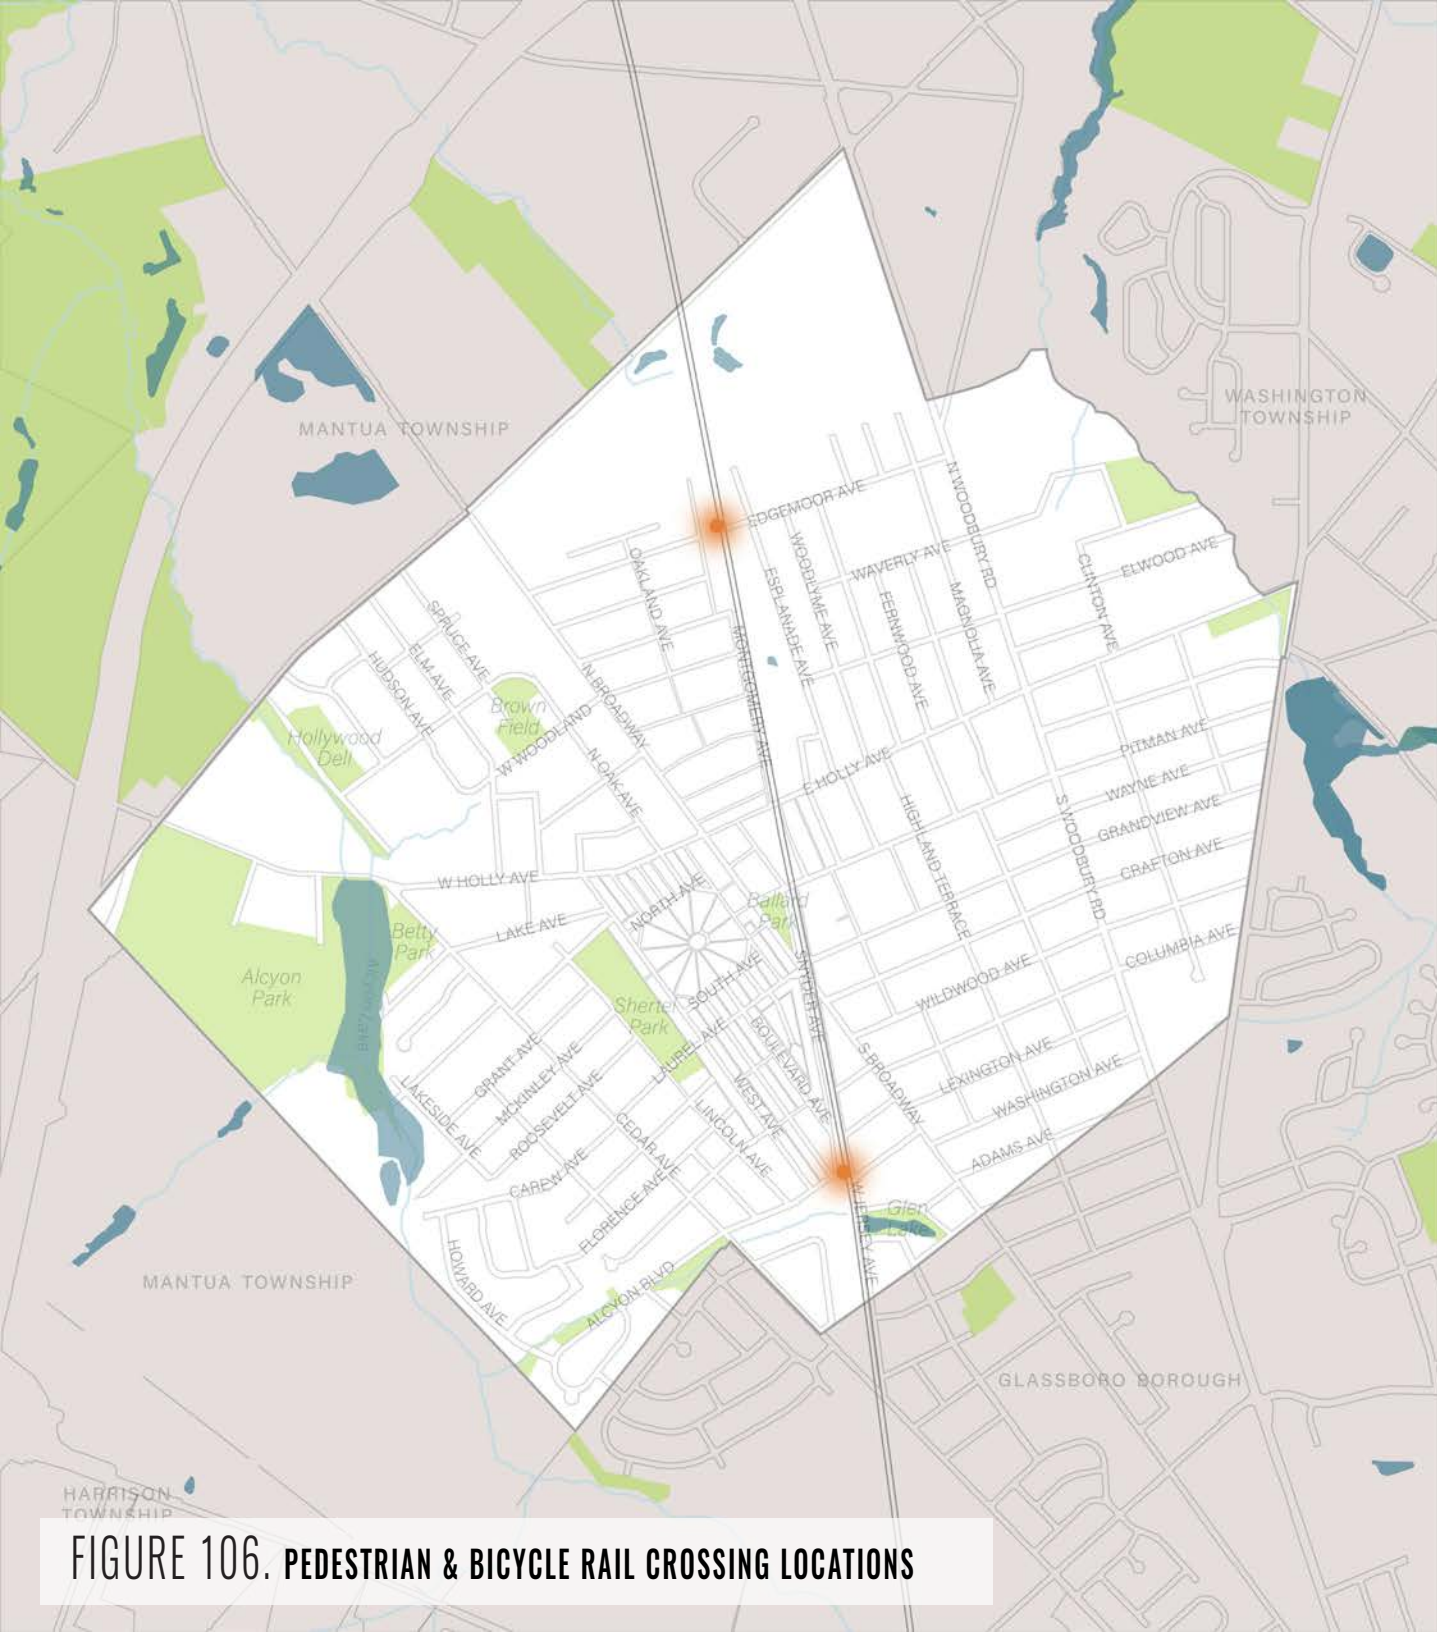 WASHINGTON
TOWNSHIP
MANTUA TOWNSHIP
EDGEMOOR AVE
N WOODBURY RD
WOODLYME AVE
WAVERLY AVE
ELWOOD AVE
CLINTON AVE
OAKLAND AVE
ESPLANADE AVE
FERNWOOD AVE
MAGNOLIA AVE
SPRUCE AVE
ELM AVE
HUDSON AVE
MONTGOMERY AVE
N BROADWAY
Brown
Field
W WOODLAND
Hollywood
Dell
N OAK AVE
E HOLLY AVE
PITMAN AVE
WAYNE AVE
GRANDVIEW AVE
CRAFTON AVE
HIGHLAND TERRACE
S WOODBURY RD
W HOLLY AVE
NORTH AVE
Ballard
Park
LAKE AVE
Betty
Park
COLUMBIA AVE
Alcyon
Park
Alcyon Lake
SOUTH AVE
SNYDER AVE
WILDWOOD AVE
Sherter
Park
LAUREL AVE
BOULEVARD AVE
S BROADWAY
LEXINGTON AVE
WASHINGTON AVE
GRANT AVE
MCKINLEY AVE
ROOSEVELT AVE
LAKESIDE AVE
WEST AVE
LINCOLN AVE
CEDAR AVE
ADAMS AVE
CAREW AVE
FLORENCE AVE
W JERSEY AVE
Glen
Lake
HOWARD AVE
ALCYON BLVD
MANTUA TOWNSHIP
GLASSBORO BOROUGH
HARRISON
TOWNSHIP
FIGURE 106. PEDESTRIAN & BICYCLE RAIL CROSSING LOCATIONS